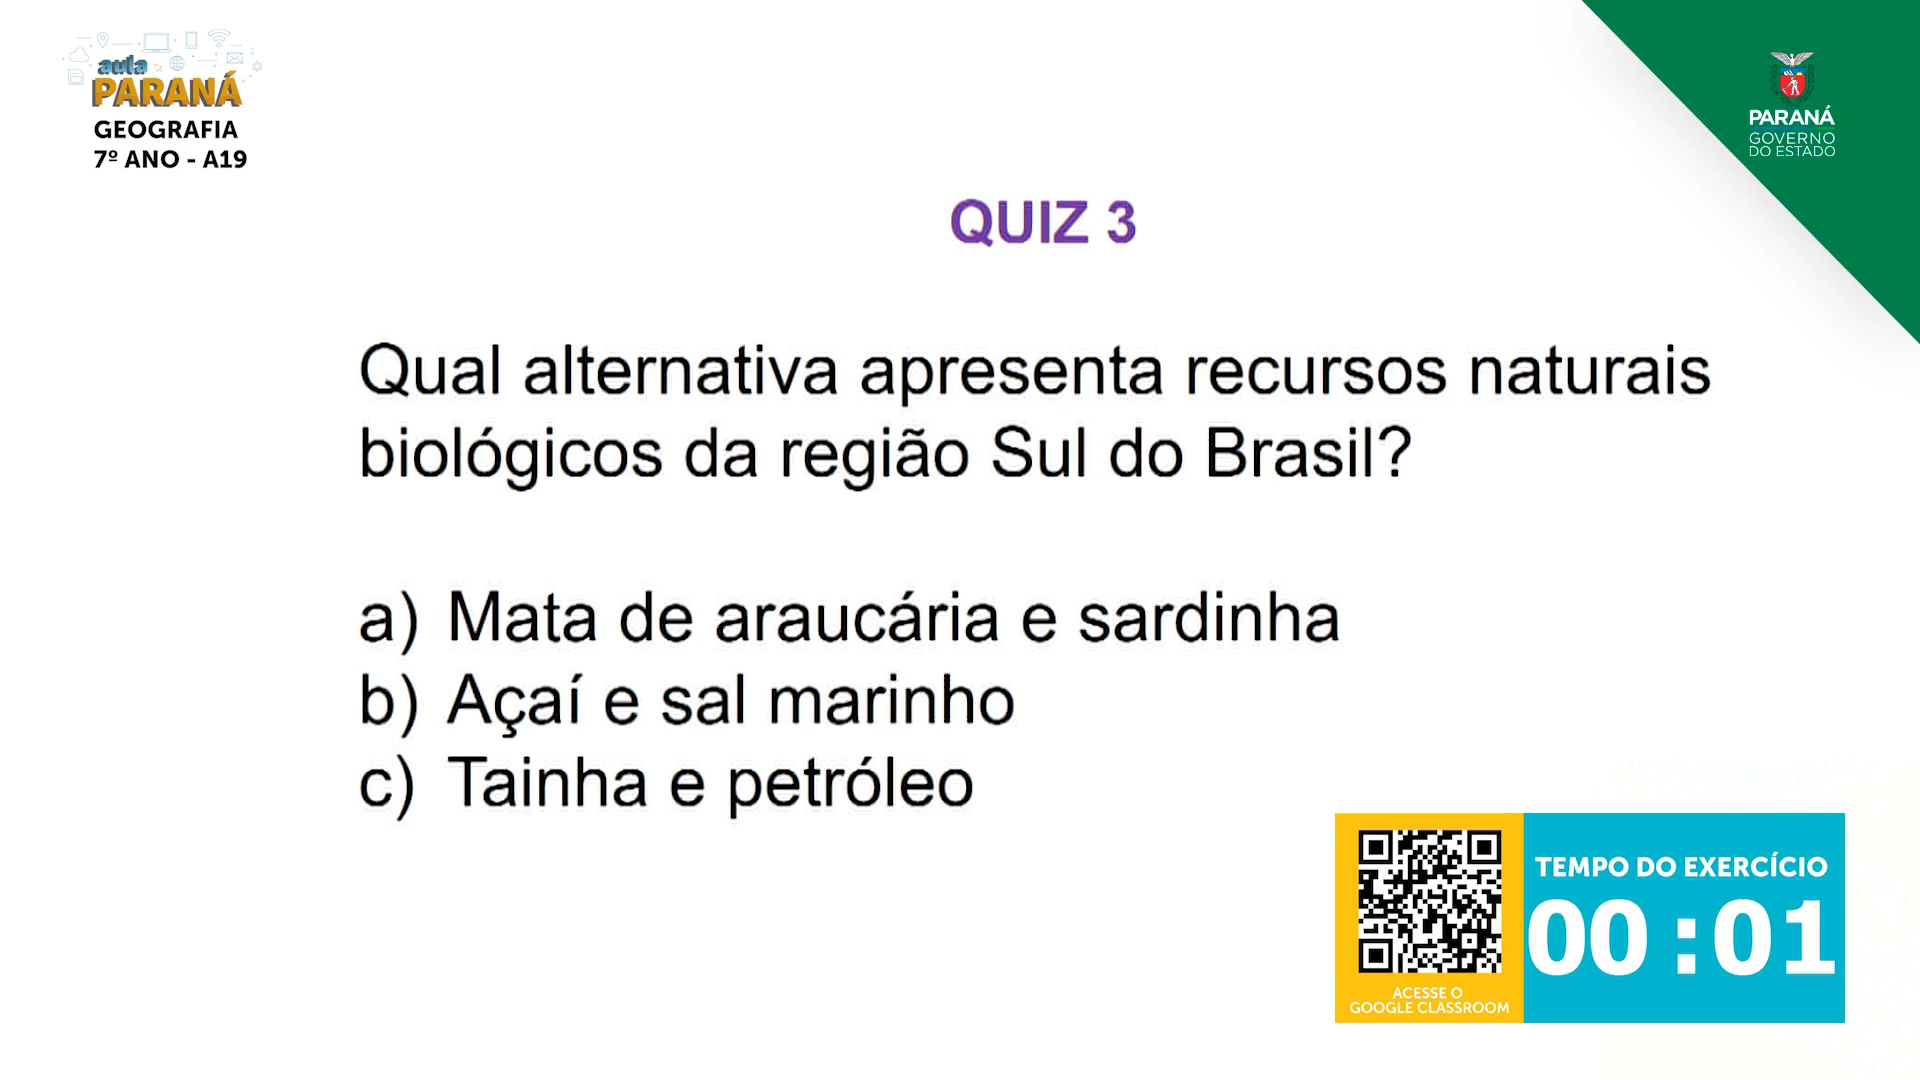 aula
PARANÁ
GEOGRAFIA
7º ANO - A19
PARANÁ
GOVERNO
DO ESTADO
QUIZ 3
Qual alternativa apresenta recursos naturais
biológicos da região Sul do Brasil?
a) Mata de araucária e sardinha
b) Açaí e sal marinho
c) Tainha e petróleo
ACESSE O
GOOGLE CLASSROOM
TEMPO DO EXERCÍCIO
00:01